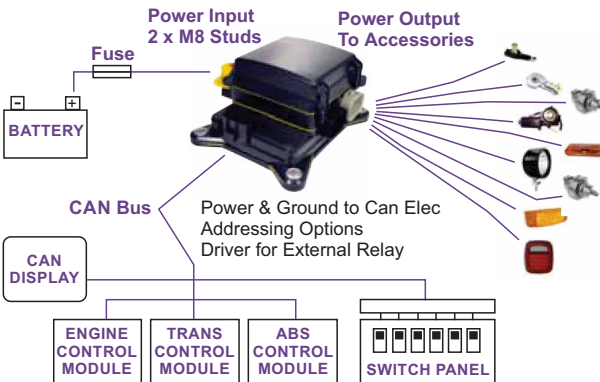 Power Input
2 x M8 Studs
Power Output
To Accessories
Fuse
- +
BATTERY
CAN Bus
Power & Ground to Can Elec
Addressing Options
Driver for External Relay
CAN
DISPLAY
ENGINE
CONTROL
MODULE
TRANS
CONTROL
MODULE
ABS
CONTROL
MODULE
SWITCH PANEL